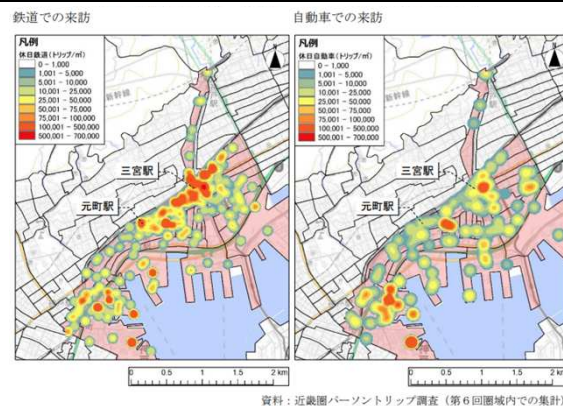 鉄道での来訪
自動車での来訪
凡例
休日鉄道(トリップ/㎢)
0 - 1,000
1,001 - 5,000
5,001 - 10,000
10,001 - 25,000
25,001 - 50,000
50,001 - 75,000
75,001 - 100,000
100,001 - 500,000
500,001 - 700,000
新幹線
三宮駅
元町駅
0 0.5 1 1.5 2 km
凡例
休日自動車(トリップ/㎢)
0 - 1,000
1,001 - 5,000
5,001 - 10,000
10,001 - 25,000
25,001 - 50,000
50,001 - 75,000
75,001 - 100,000
100,001 - 500,000
500,001 - 700,000
新幹線
三宮駅
元町駅
0 0.5 1 1.5 2 km
資料：近畿圏パーソントリップ調査（第6回圏域内での集計）